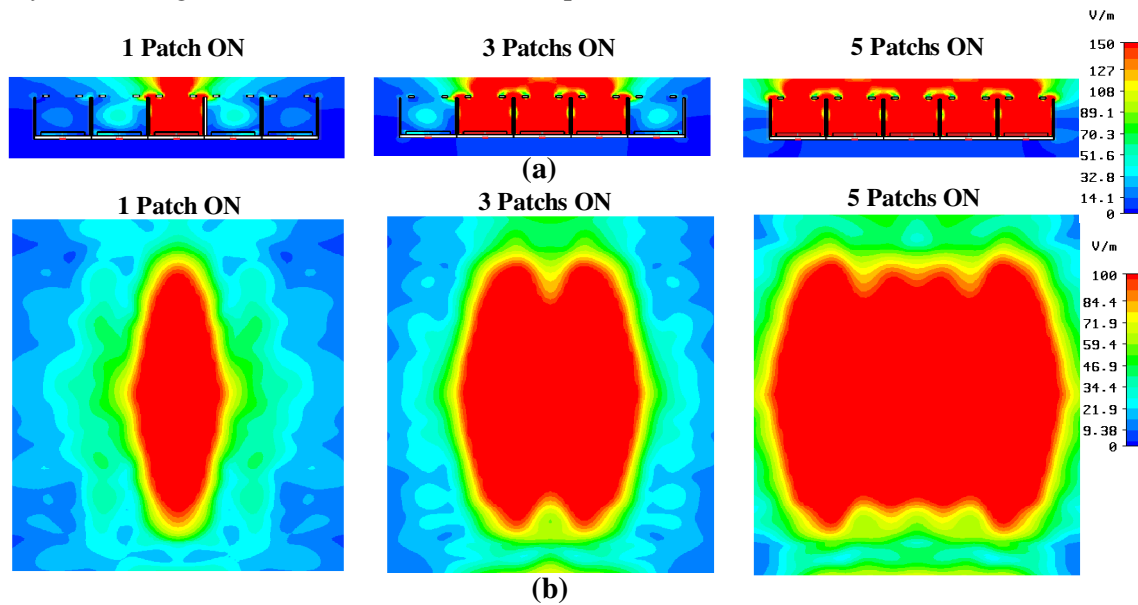 V/m
1 Patch ON
3 Patchs ON
5 Patchs ON
150
127
108
89.1
70.3
51.6
32.8
14.1
0
(a)
1 Patch ON
3 Patchs ON
5 Patchs ON
V/m
100
84.4
71.9
59.4
46.9
34.4
21.9
9.38
0
(b)